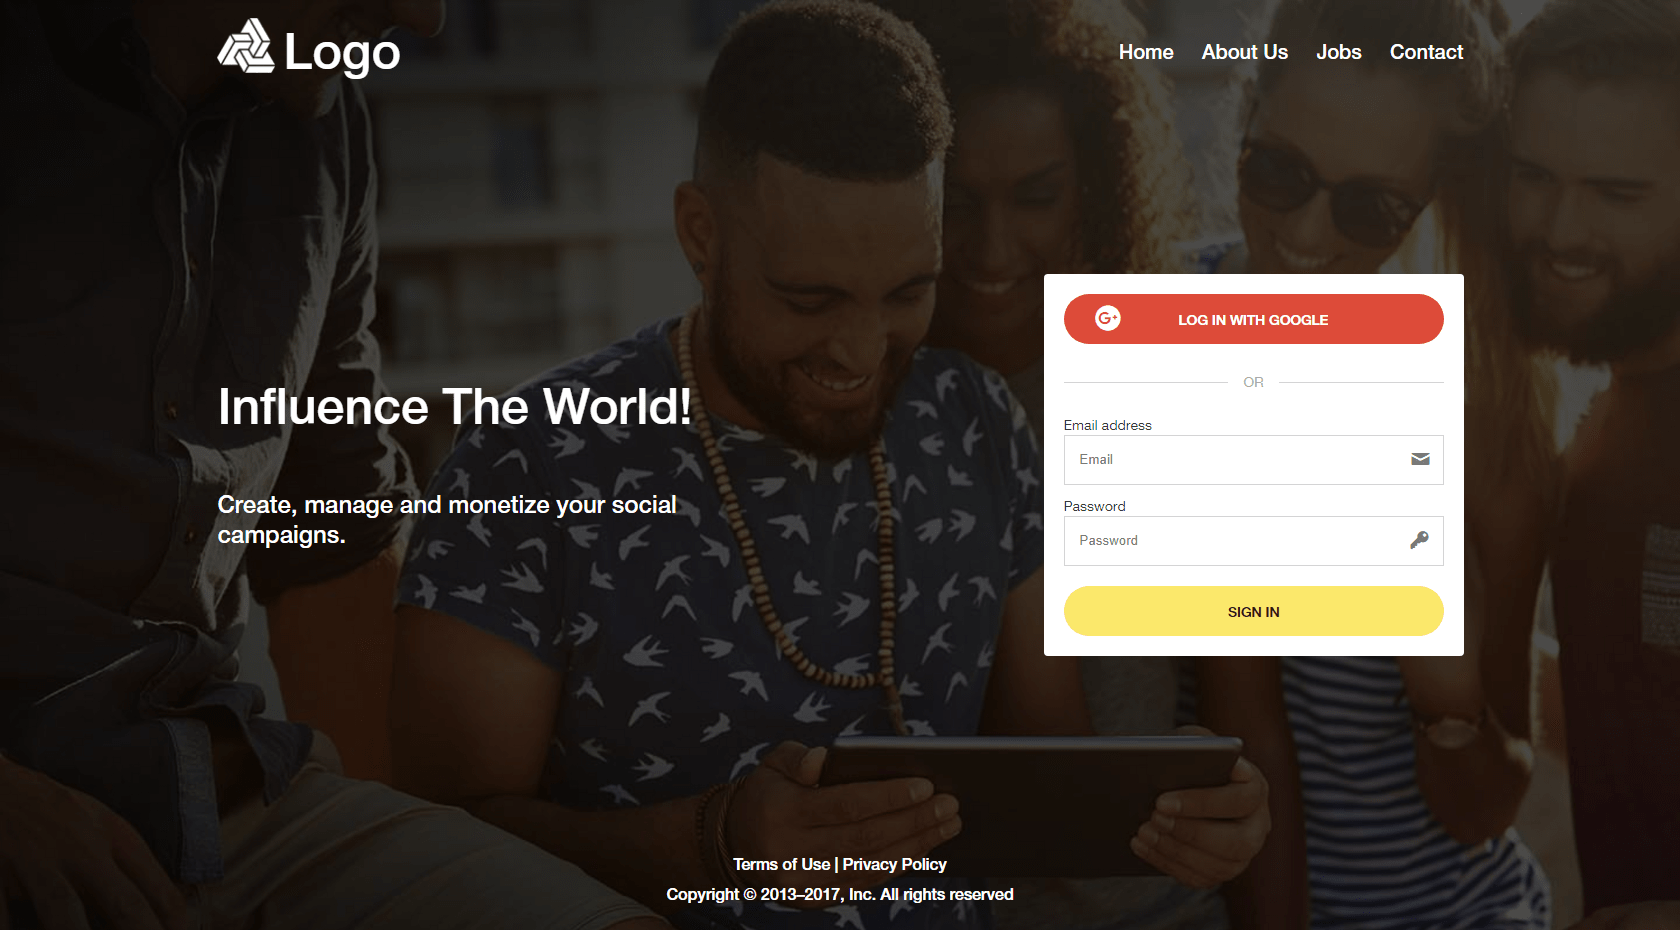 Logo
Home About Us Jobs Contact
LOG IN WITH GOOGLE
OR
Influence The World!
Email address
Email
Create, manage and monetize your social
campaigns.
Password
Password
SIGN IN
Terms of Use | Privacy Policy
Copyright © 2013–2017, Inc. All rights reserved